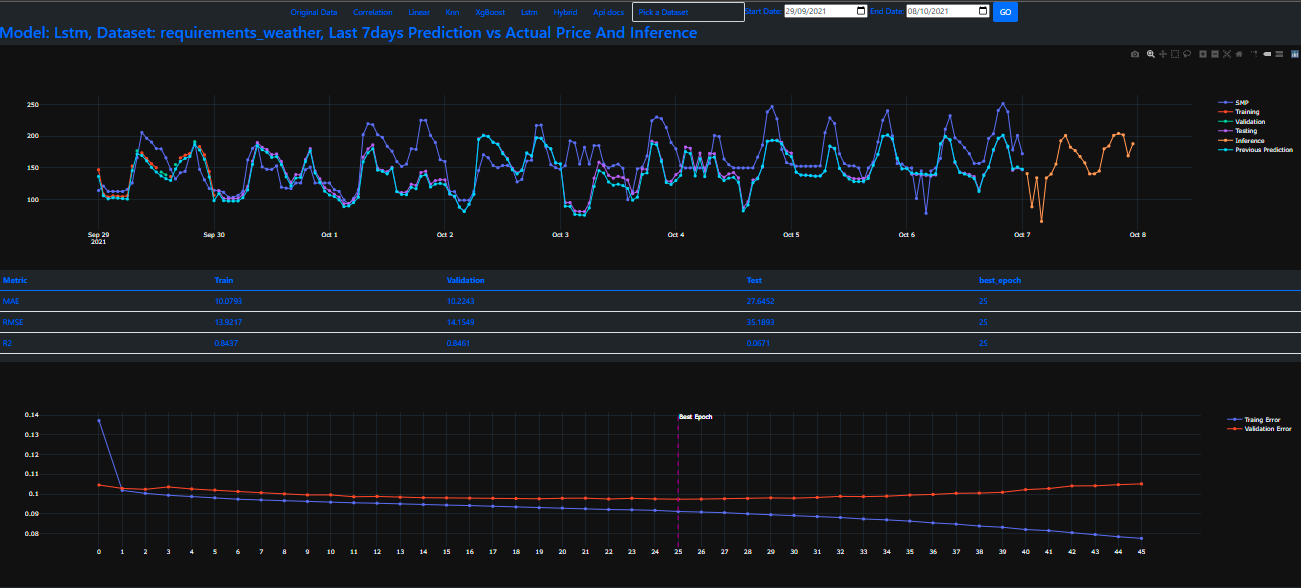 Original Data Correlation Linear Knn XgBoost Lstm Hybrid Api docs Pick a Dataset Start Date: 29/09/2021 End Date: 08/10/2021 GO
Model: Lstm, Dataset: requirements_weather, Last 7days Prediction vs Actual Price And Inference
250
200
150
100
Sep 29
2021
Sep 30
Oct 1
Oct 2
Oct 3
Oct 4
Oct 5
Oct 6
Oct 7
Oct 8
SMP
Training
Validation
Testing
Inference
Previous Prediction
Metric Train Validation Test best_epoch
MAE 10.0793 10.2243 27.6452 25
RMSE 13.9217 14.1549 35.1893 25
R2 0.8437 0.8461 0.0671 25
0.14
0.13
0.12
0.11
0.1
0.09
0.08
Best Epoch
0 1 2 3 4 5 6 7 8 9 10 11 12 13 14 15 16 17 18 19 20 21 22 23 24 25 26 27 28 29 30 31 32 33 34 35 36 37 38 39 40 41 42 43 44 45
Traing Error
Validation Error